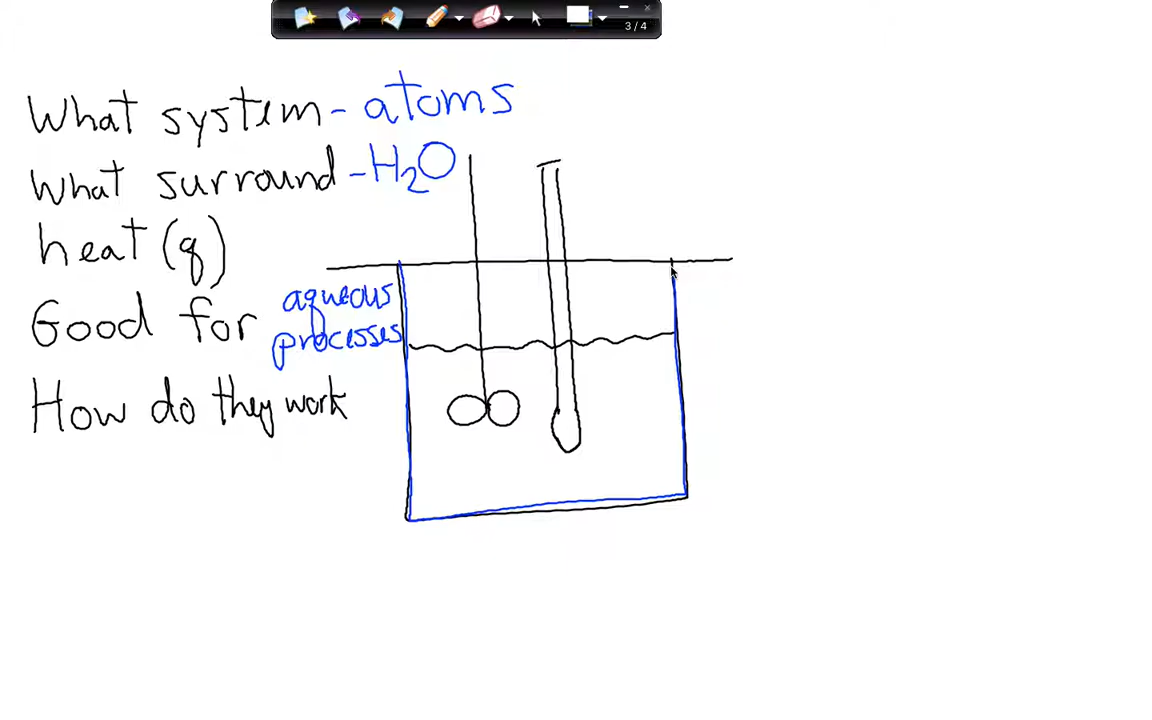 3 / 4
What system - atoms
What surround - H₂O
heat (q)
Good for aqueous
processes
How do they work